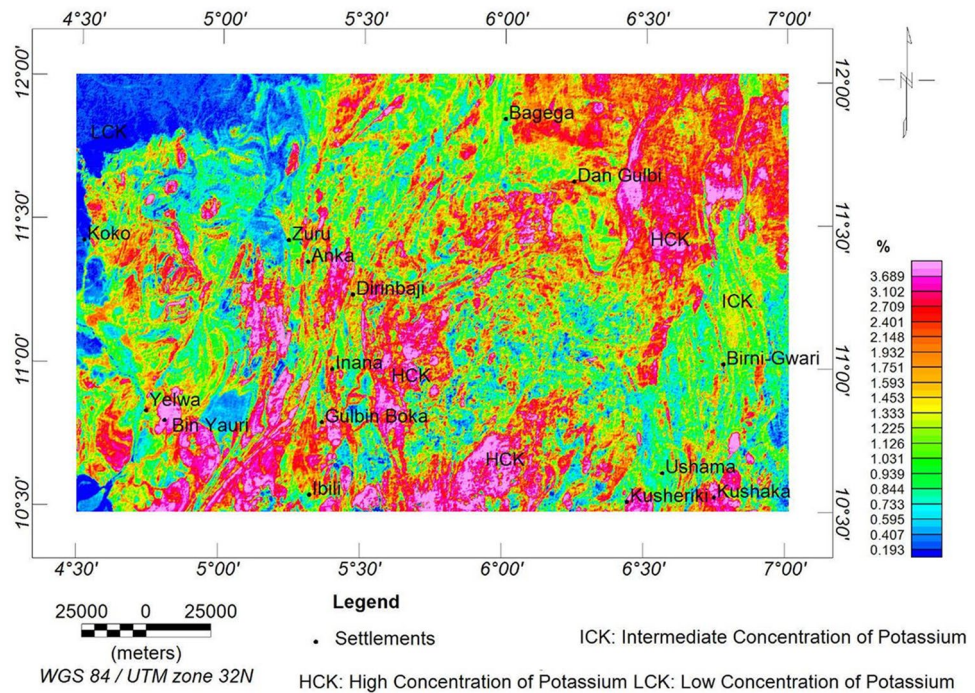 4°30' 5°00' 5°30' 6°00' 6°30' 7°00'
12°00'
12°00'
Bagega
LCK
Dan Gulbi
11°30'
11°30'
Koko
Zuru
HCK
Anka
%
Dirinbaji
3.689
3.102
2.709
2.401
2.148
1.932
1.751
1.593
1.453
1.333
1.225
1.126
1.031
0.939
0.844
0.733
0.595
0.407
0.193
ICK
Inana
Birni-Gwari
11°00'
11°00'
HCK
Yelwa
Bin Yauri
Gulbin Boka
HCK
Ushama
Ibili
Kusheriki
Kushaka
10°30'
10°30'
4°30' 5°00' 5°30' 6°00' 6°30' 7°00'
25000 0 25000
(meters)
WGS 84 / UTM zone 32N
Legend
Settlements
ICK: Intermediate Concentration of Potassium
HCK: High Concentration of Potassium LCK: Low Concentration of Potassium